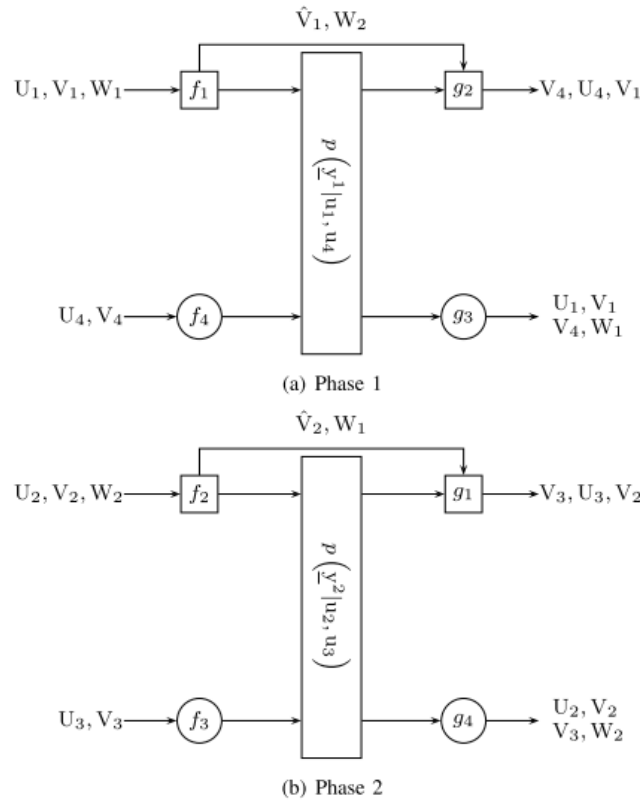 V̂₁, W₂
U₁, V₁, W₁ f₁ g₂ V₄, U₄, V₁
p(y̲¹|u₁, u₄)
U₄, V₄ f₄ g₃ U₁, V₁
V₄, W₁
(a) Phase 1
V̂₂, W₁
U₂, V₂, W₂ f₂ g₁ V₃, U₃, V₂
p(y̲²|u₂, u₃)
U₃, V₃ f₃ g₄ U₂, V₂
V₃, W₂
(b) Phase 2